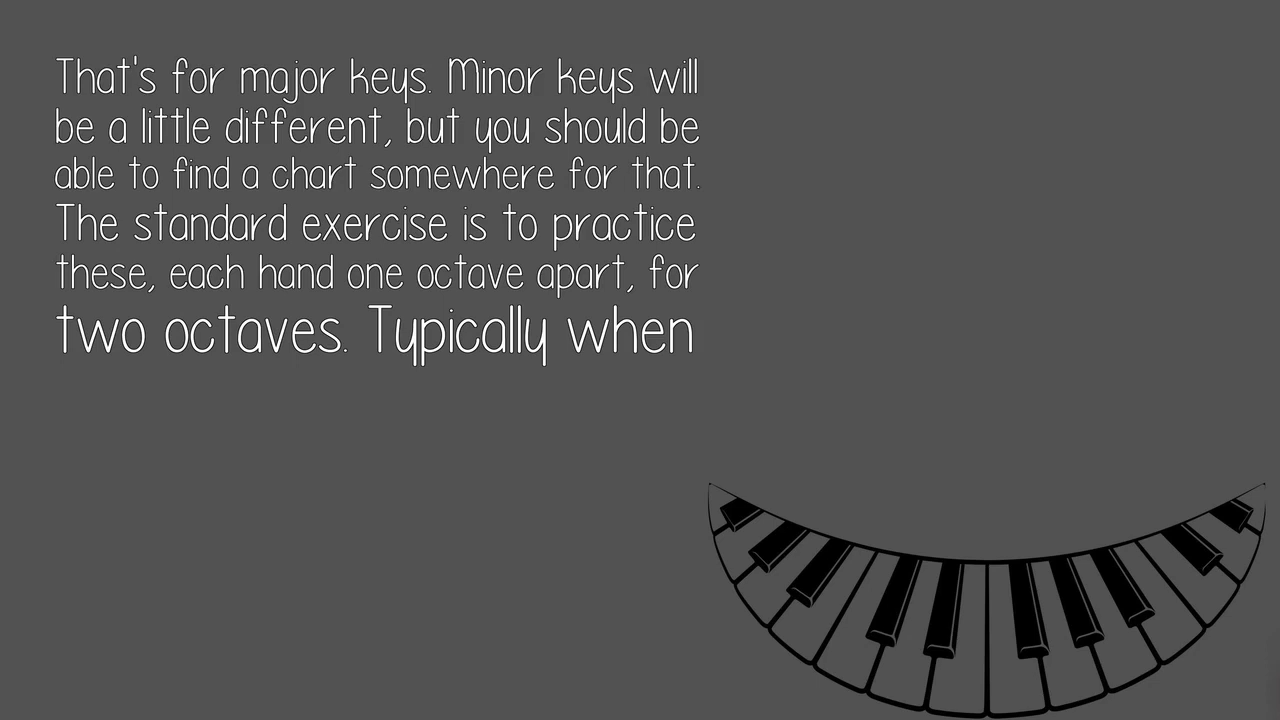 That's for major keys. Minor keys will
be a little different, but you should be
able to find a chart somewhere for that.
The standard exercise is to practice
these, each hand one octave apart, for
two octaves. Typically when